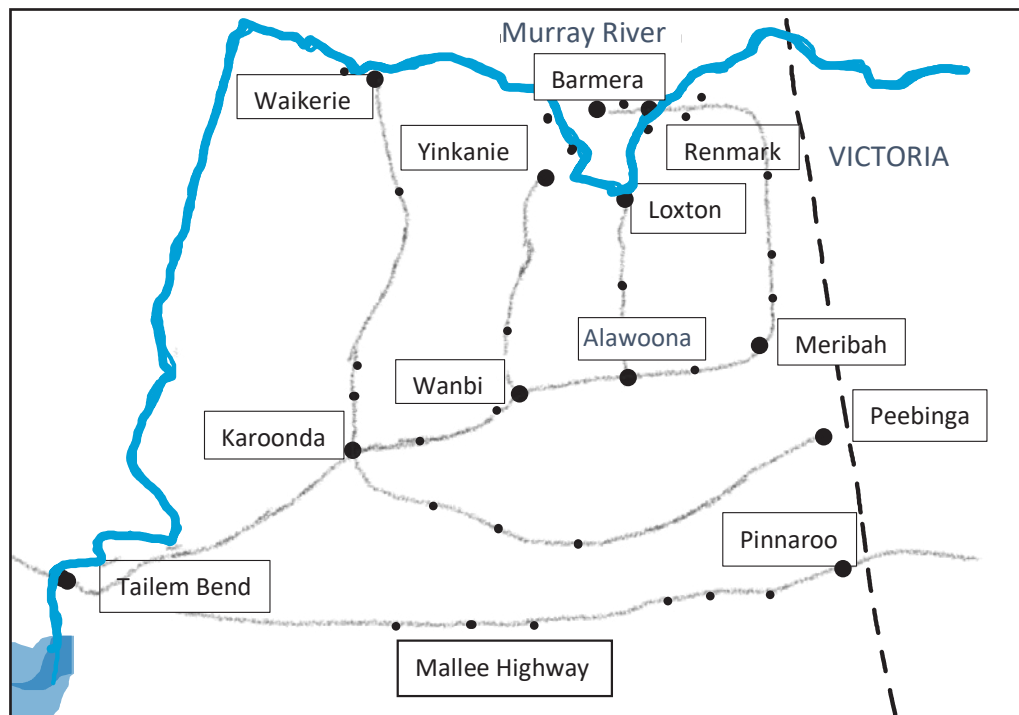 Murray River
Barmera
Waikerie
Yinkanie
Renmark
VICTORIA
Loxton
Alawoona
Meribah
Wanbi
Peebinga
Karoonda
Pinnaroo
Tailem Bend
Mallee Highway